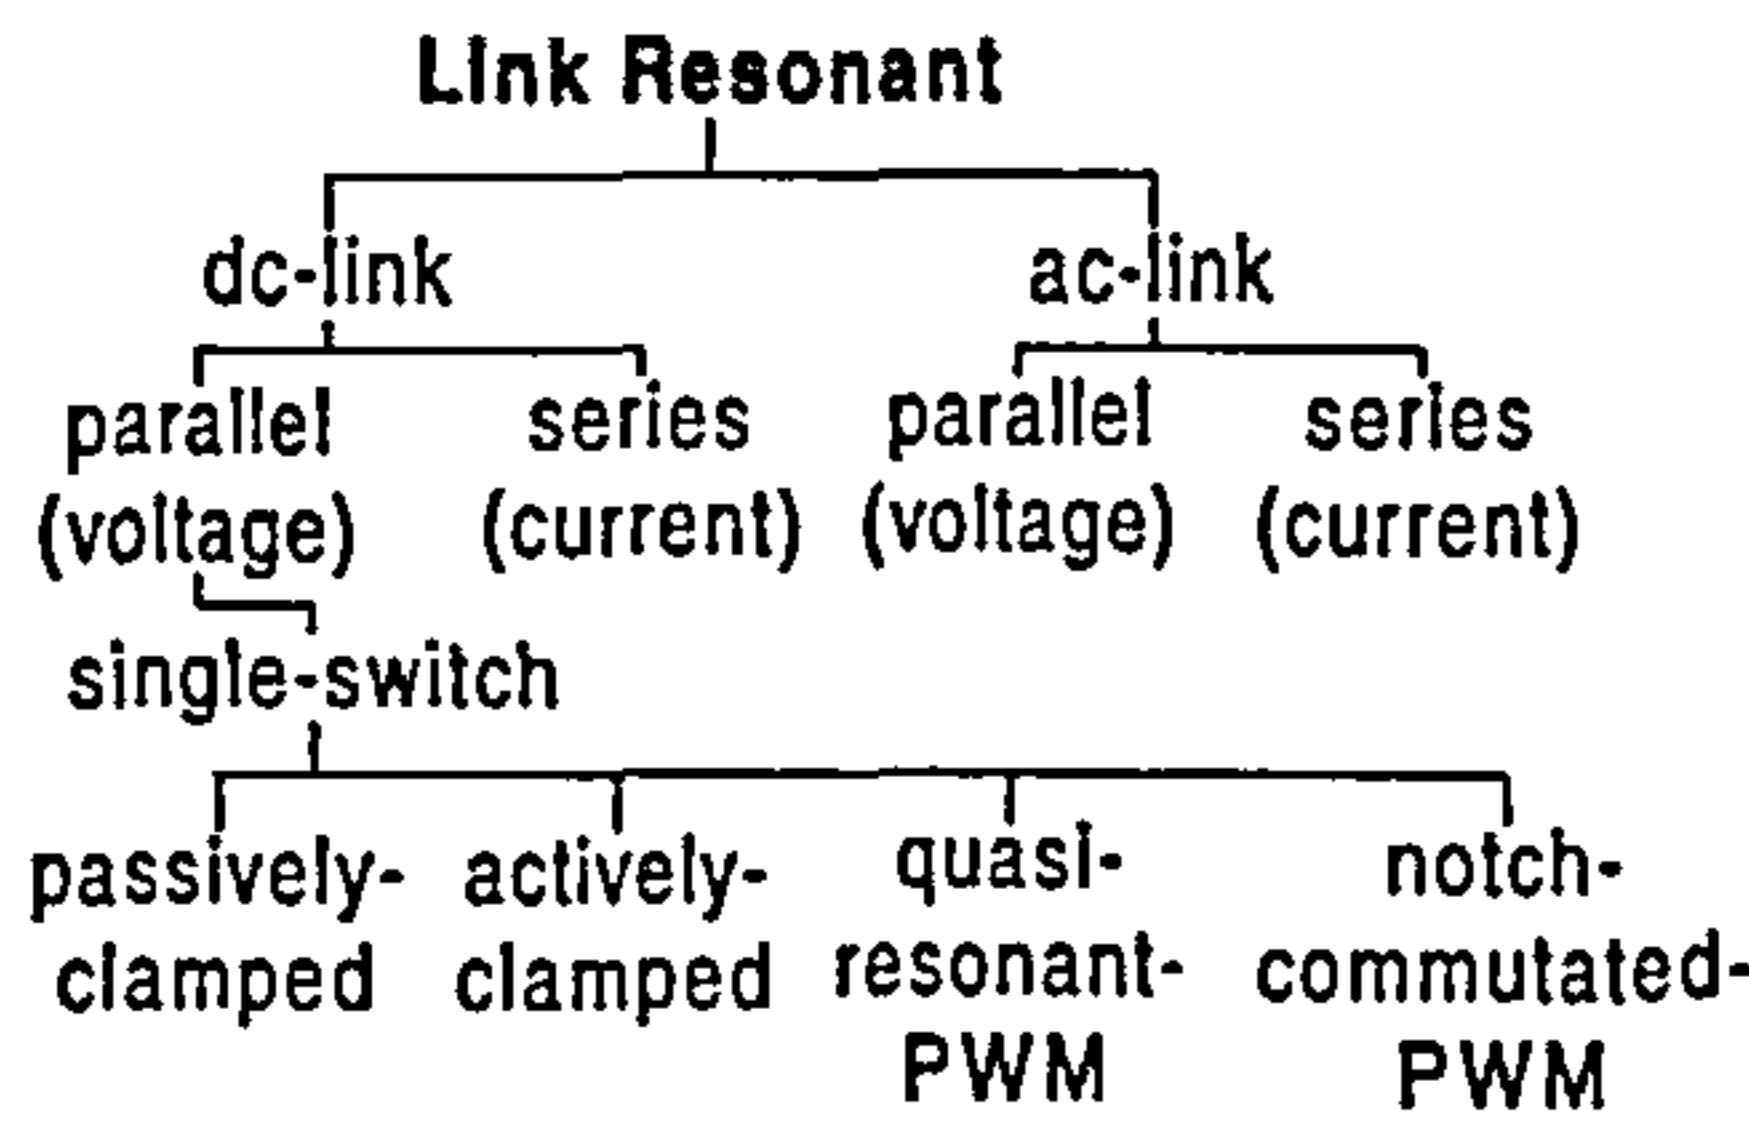 Link Resonant
dc-link ac-link
parallel series parallel series
(voltage) (current) (voltage) (current)
single-switch
passively- actively- quasi- notch-
clamped clamped resonant- commutated-
PWM PWM